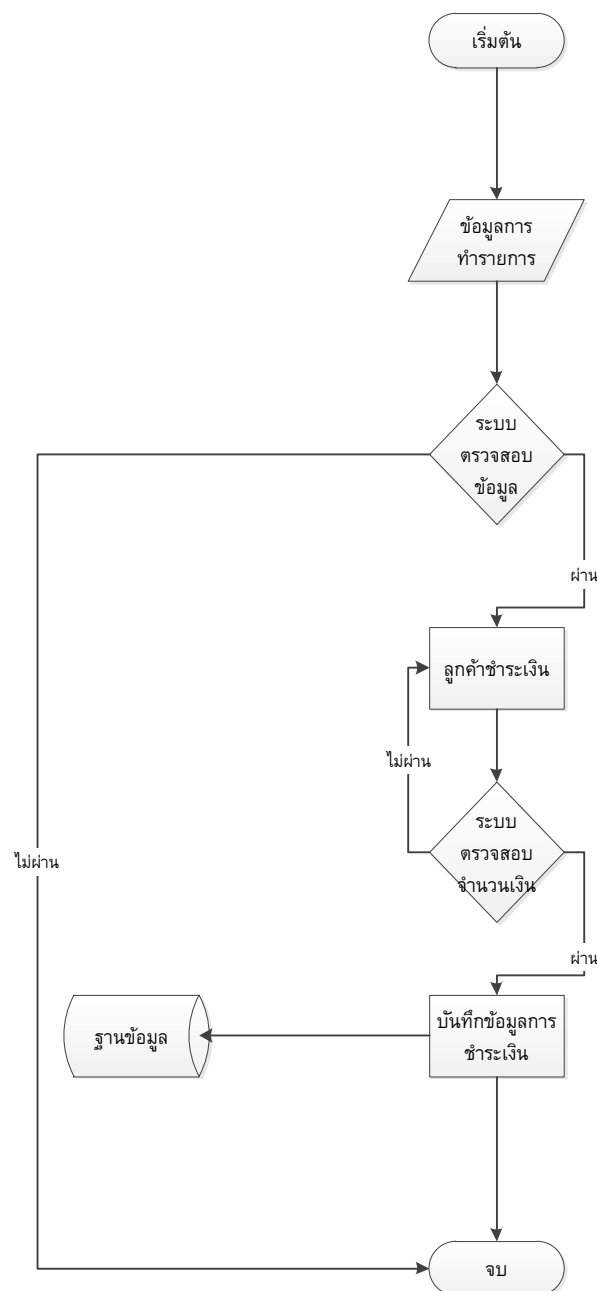 เริ่มต้น
ข้อมูลการ
ทำรายการ
ระบบ
ตรวจสอบ
ข้อมูล
ผ่าน
ลูกค้าชำระเงิน
ไม่ผ่าน
ระบบ
ตรวจสอบ
จำนวนเงิน
ไม่ผ่าน
ผ่าน
บันทึกข้อมูลการ
ชำระเงิน
ฐานข้อมูล
จบ